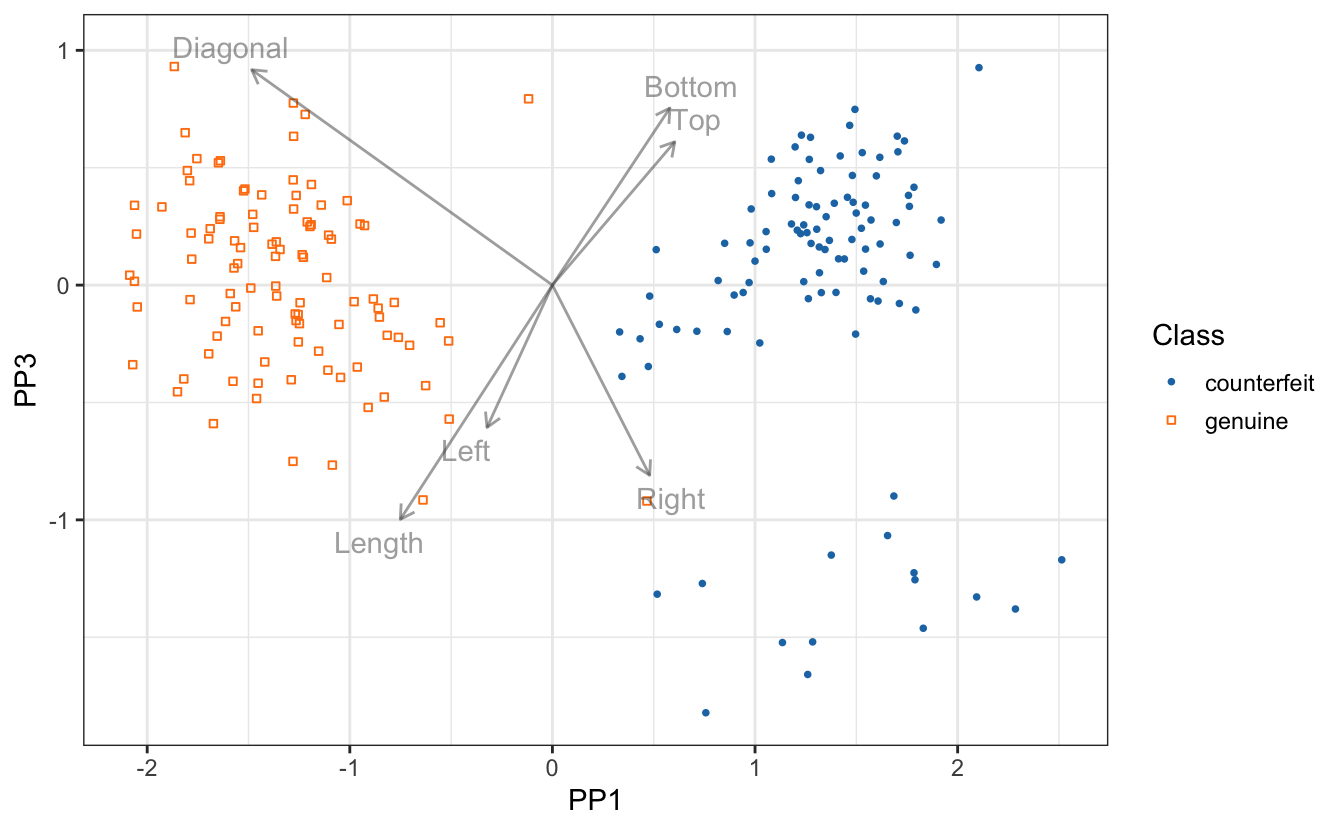 Diagonal
Bottom
Top
Left
Right
Length
1
0
-1
PP3
-2
-1
0
1
2
PP1
Class
counterfeit
genuine